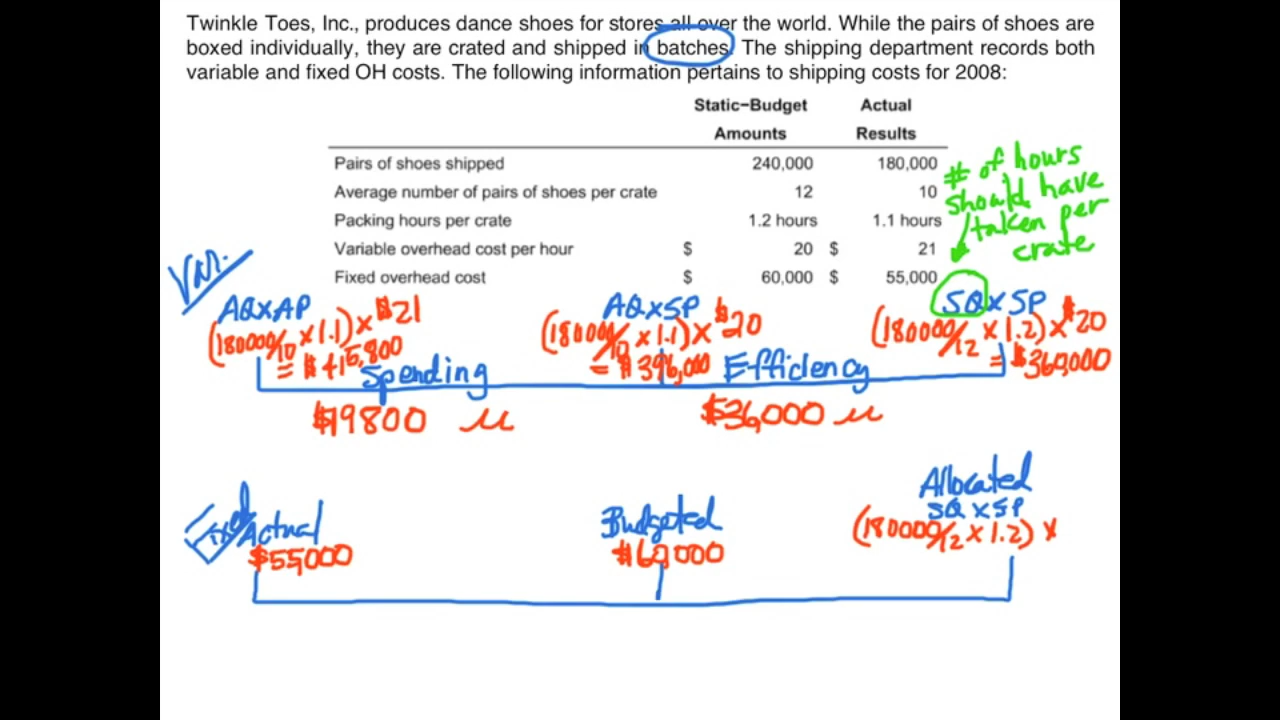 Twinkle Toes, Inc., produces dance shoes for stores all over the world. While the pairs of shoes are
boxed individually, they are crated and shipped in batches. The shipping department records both
variable and fixed OH costs. The following information pertains to shipping costs for 2008:
Static-Budget Actual
Amounts Results
Pairs of shoes shipped 240,000 180,000
Average number of pairs of shoes per crate 12 10
Packing hours per crate 1.2 hours 1.1 hours
Variable overhead cost per hour $ 20 $ 21
Fixed overhead cost $ 60,000 $ 55,000
# of hours
should have
taken per
crate
Var.
AQxAP AQxSP SQ x SP
(180000/10 x 1.1) x $21 (180000/10 x 1.1) x $20 (180000/12 x 1.2) x $20
= $415,800 = $396,000 = $360,000
Spending Efficiency
$19800 u $36,000 u
Allocated
Fixed Actual Budgeted SQ x SP
$55,000 $60,000 (180000/12 x 1.2) x